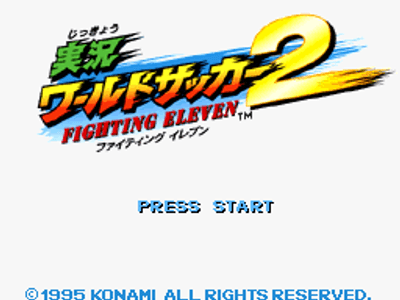 じっきょう
実況
ワールドサッカー2
FIGHTING ELEVEN™
ファイティング イレブン
PRESS START
©1995 KONAMI ALL RIGHTS RESERVED.